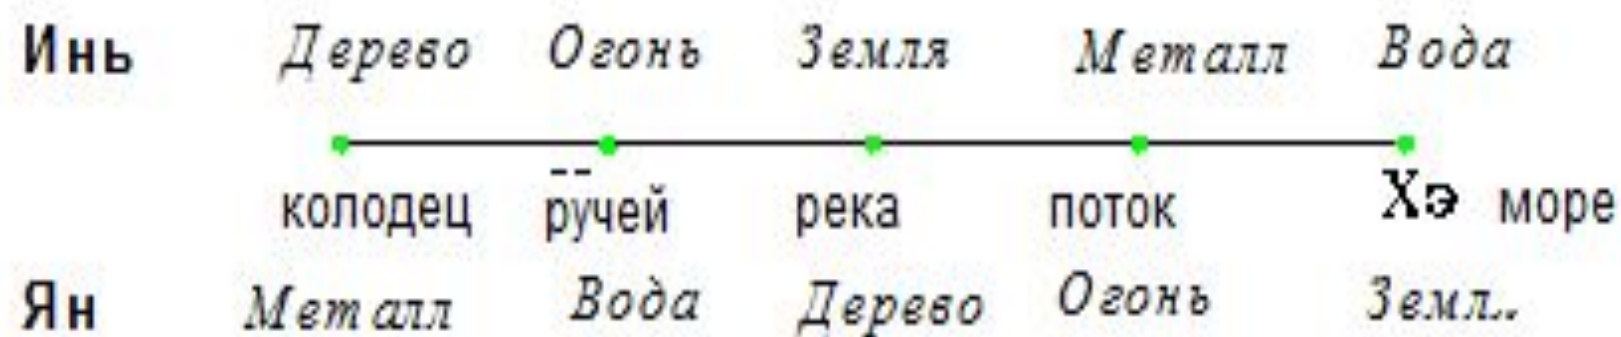 Инь Дерево Огонь Земля Металл Вода
-- 
колодец ручей река поток Хэ море
Ян Металл Вода Дерево Огонь Земл..